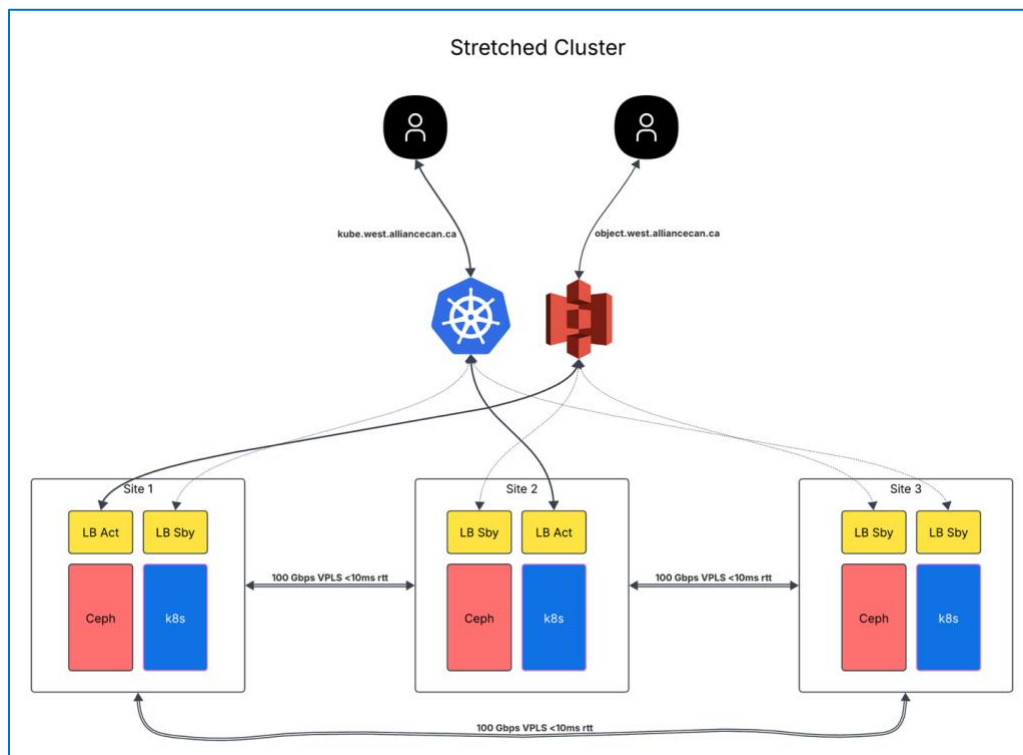 Stretched Cluster
kube.west.alliancecan.ca
object.west.alliancecan.ca
Site 1
LB Act
LB Sby
Ceph
k8s
100 Gbps VPLS <10ms rtt
Site 2
LB Sby
LB Act
Ceph
k8s
100 Gbps VPLS <10ms rtt
Site 3
LB Sby
LB Sby
Ceph
k8s
100 Gbps VPLS <10ms rtt